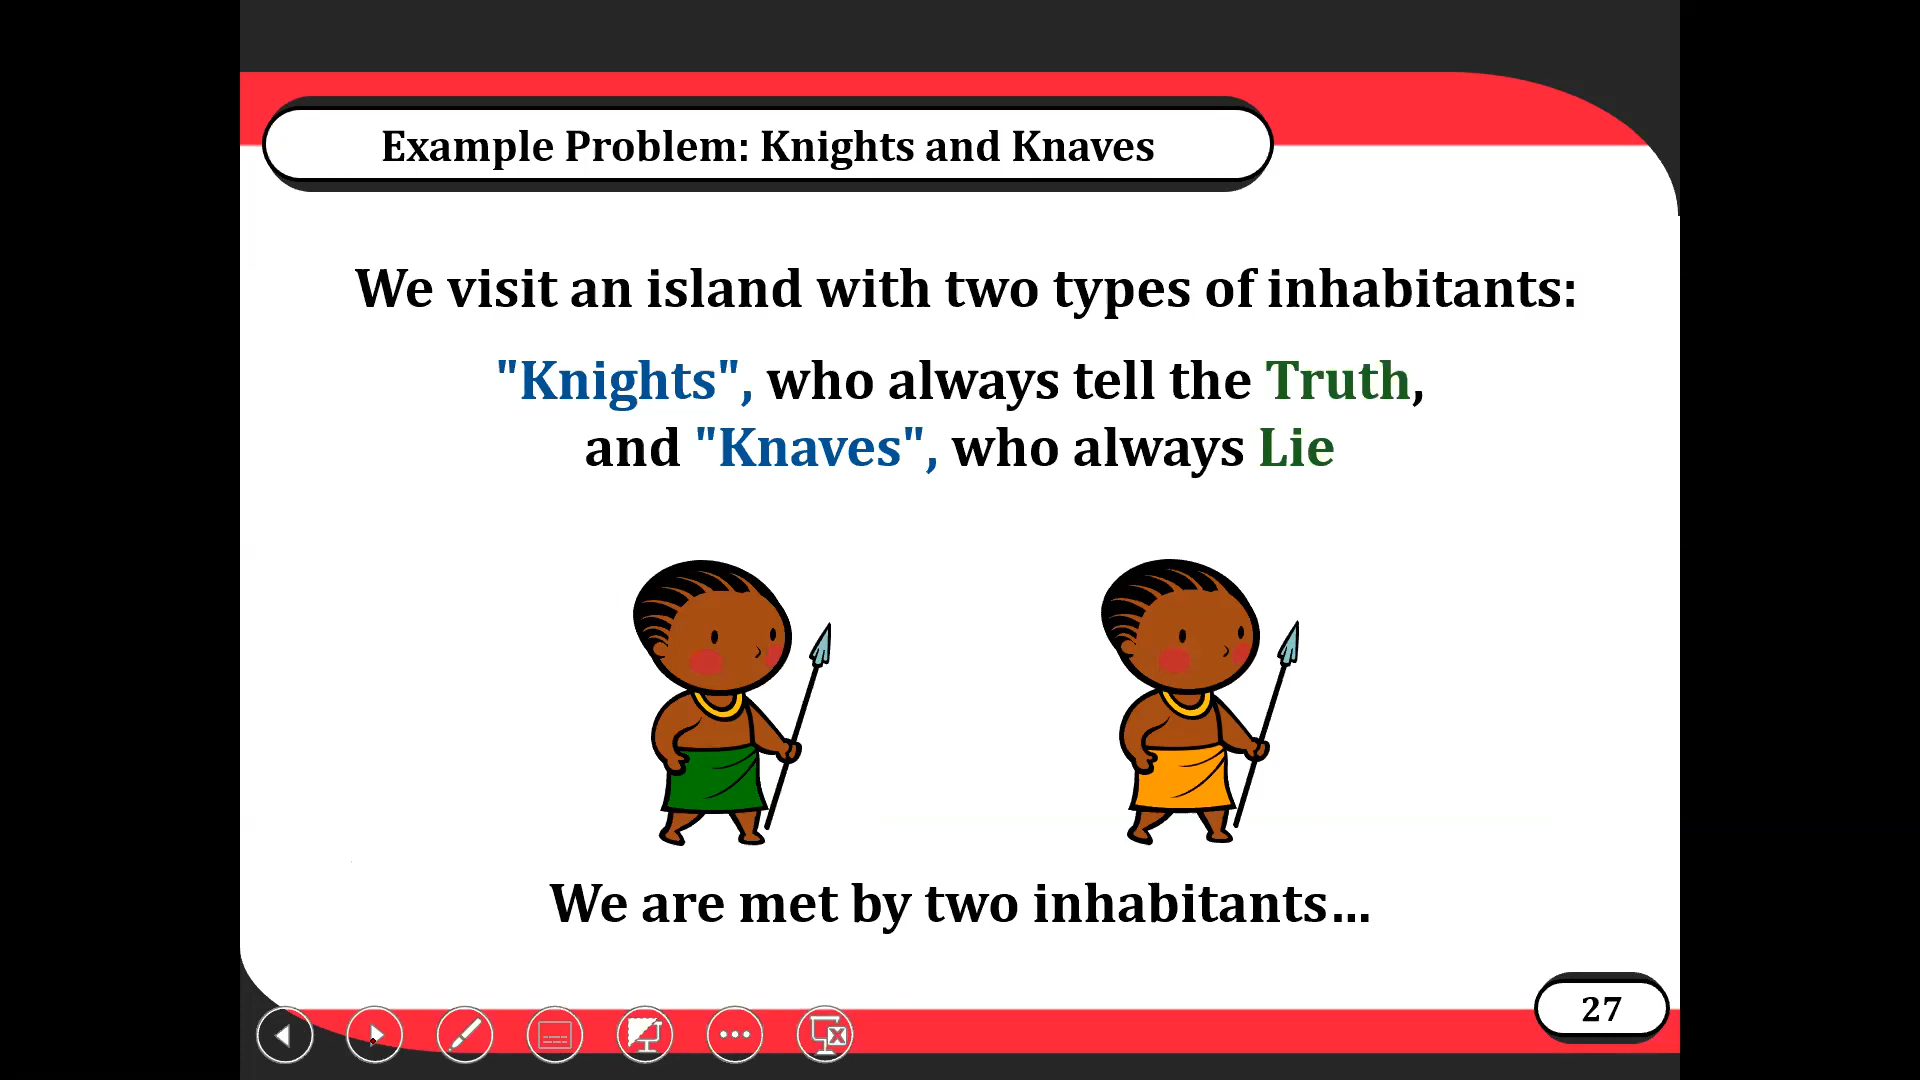 Example Problem: Knights and Knaves
We visit an island with two types of inhabitants:
"Knights", who always tell the Truth,
and "Knaves", who always Lie
We are met by two inhabitants...
27